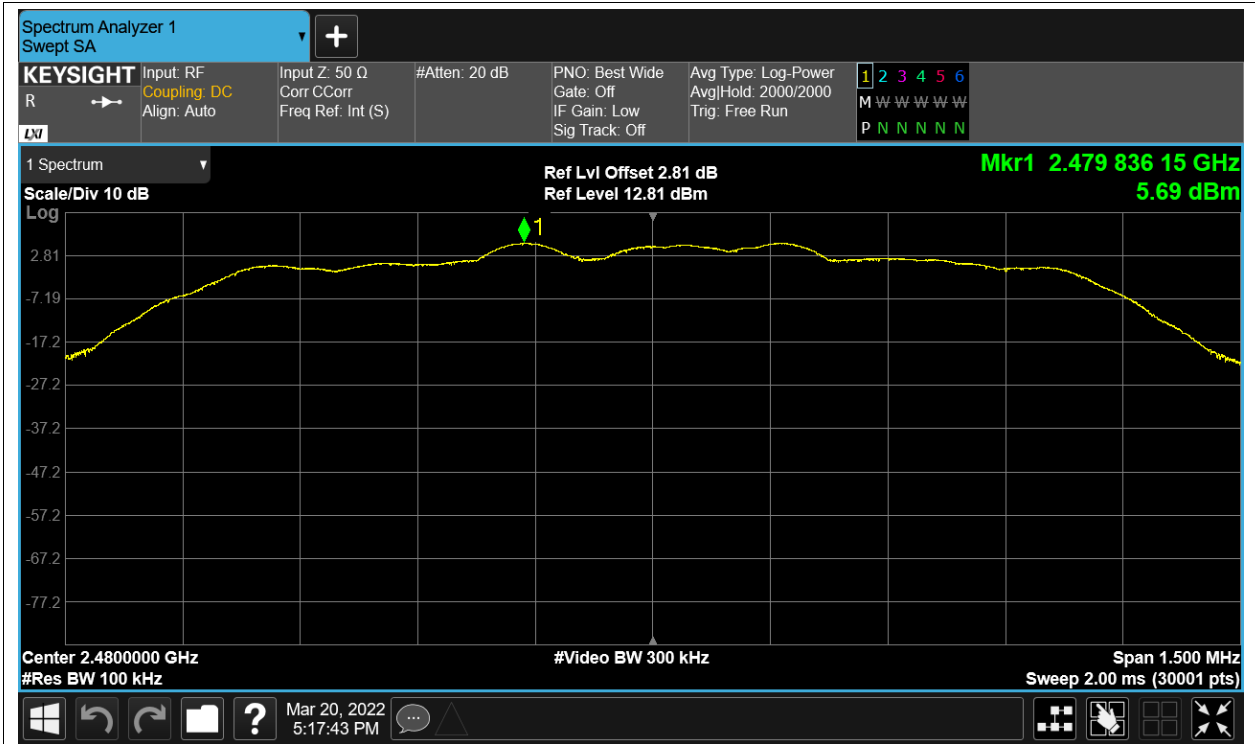 Spectrum Analyzer 1
Swept SA
KEYSIGHT
R
LXI
Input: RF
Coupling: DC
Align: Auto
Input Z: 50 Ω
Corr CCorr
Freq Ref: Int (S)
#Atten: 20 dB
PNO: Best Wide
Gate: Off
IF Gain: Low
Sig Track: Off
Avg Type: Log-Power
Avg|Hold: 2000/2000
Trig: Free Run
1 2 3 4 5 6
M W W W W W
P N N N N N
1 Spectrum
Scale/Div 10 dB
Log
Ref Lvl Offset 2.81 dB
Ref Level 12.81 dBm
Mkr1 2.479 836 15 GHz
5.69 dBm
1
2.81
-7.19
-17.2
-27.2
-37.2
-47.2
-57.2
-67.2
-77.2
Center 2.4800000 GHz
#Res BW 100 kHz
#Video BW 300 kHz
Span 1.500 MHz
Sweep 2.00 ms (30001 pts)
?
Mar 20, 2022
5:17:43 PM